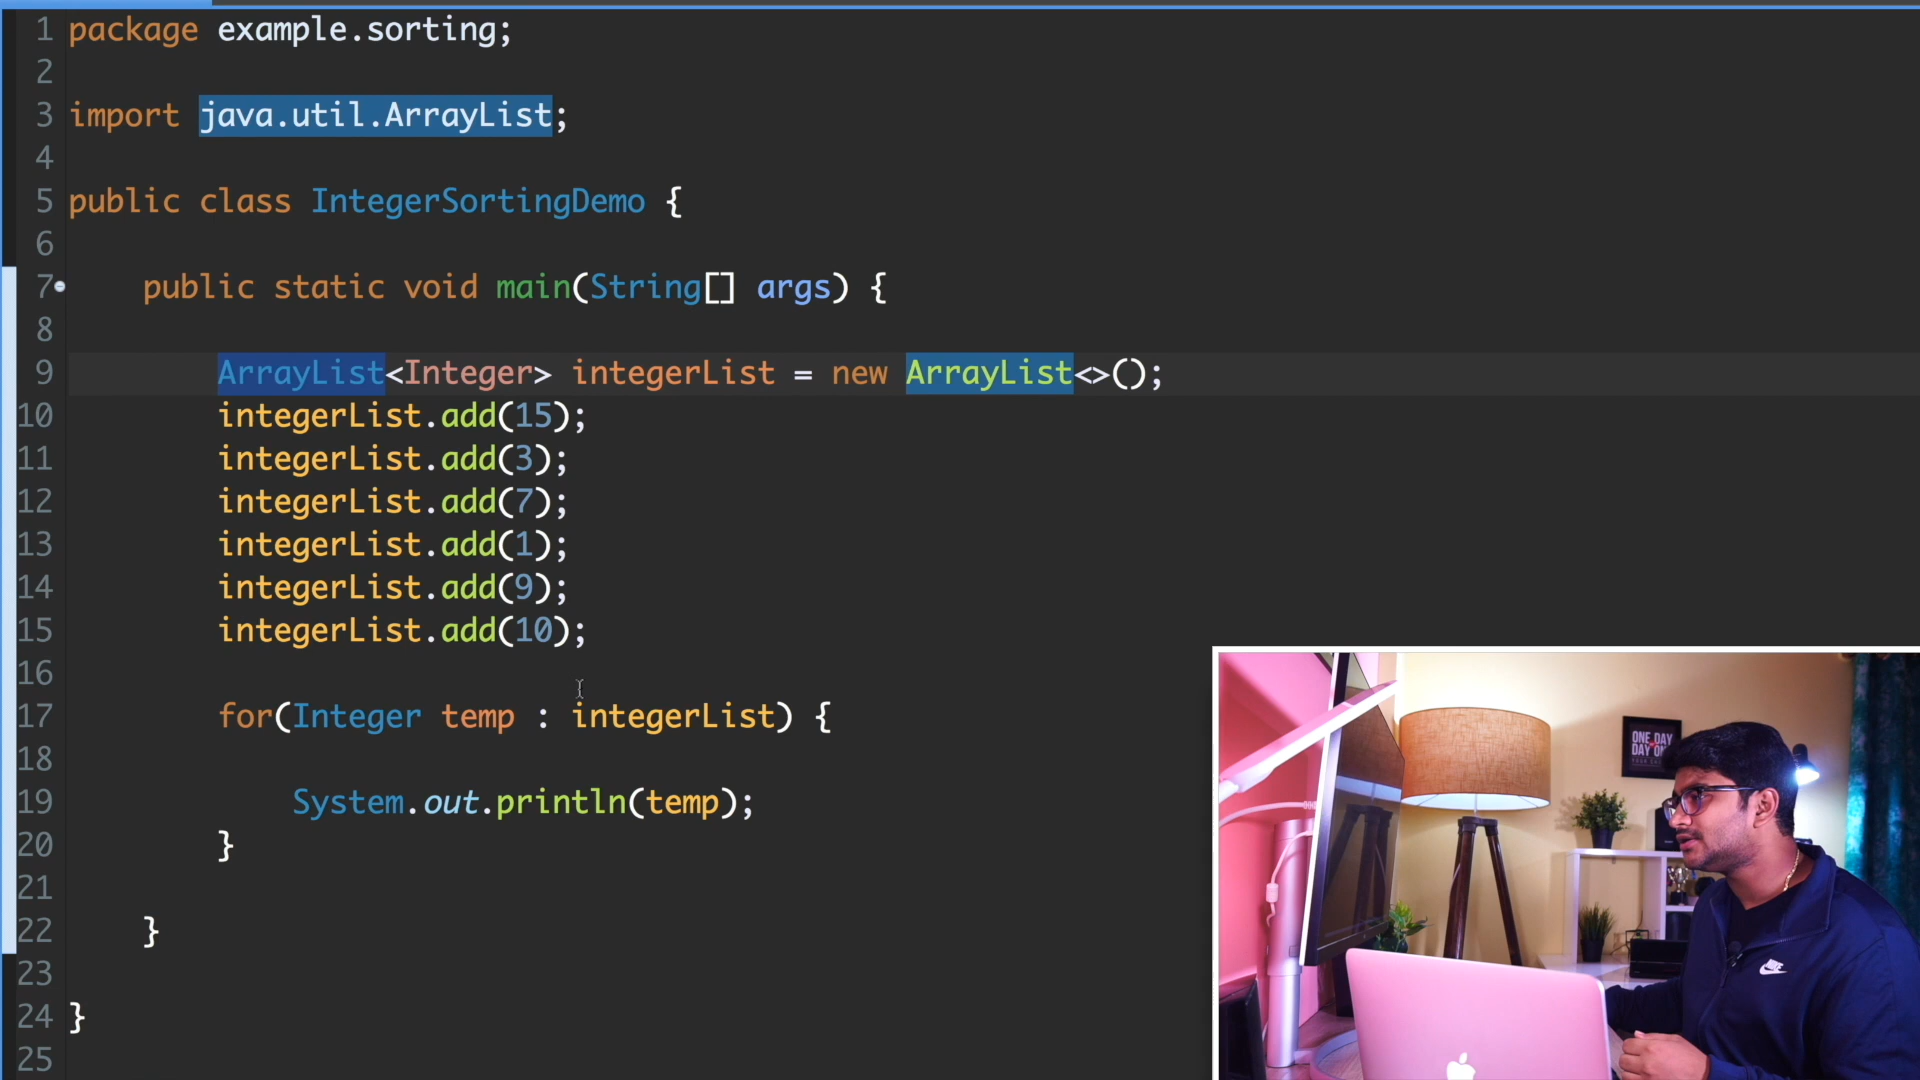 1 package example.sorting;
2
3 import java.util.ArrayList;
4
5 public class IntegerSortingDemo {
6
7 public static void main(String[] args) {
8
9 ArrayList<Integer> integerList = new ArrayList<>();
10 integerList.add(15);
11 integerList.add(3);
12 integerList.add(7);
13 integerList.add(1);
14 integerList.add(9);
15 integerList.add(10);
16
17 for(Integer temp : integerList) {
18
19 System.out.println(temp);
20 }
21
22 }
23
24 }
25
ONE DAY
DAY